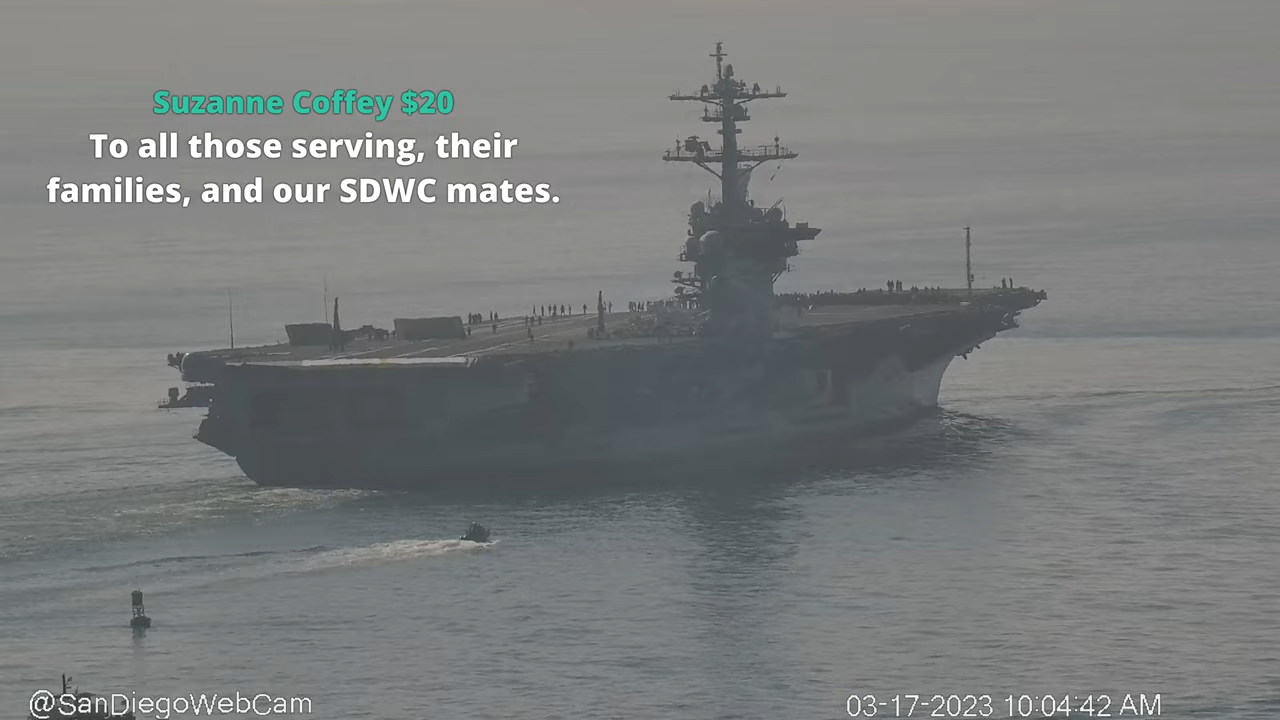 Suzanne Coffey $20
To all those serving, their
families, and our SDWC mates.
@SanDiegoWebCam
03-17-2023 10:04:42 AM